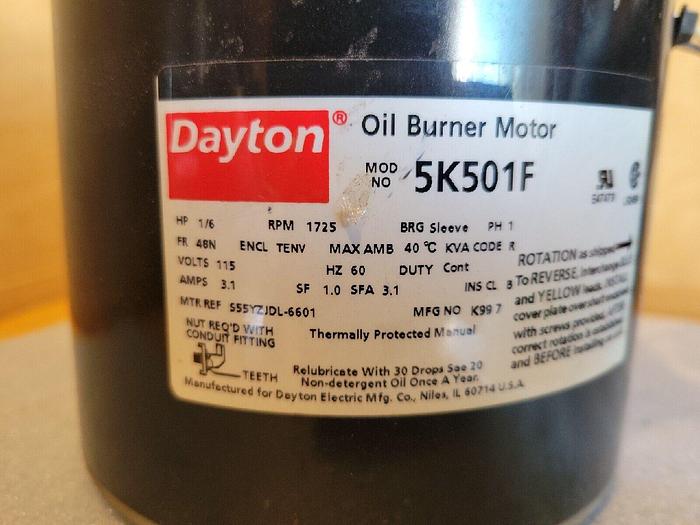 Dayton®
Oil Burner Motor
MOD NO 5K501F
HP 1/6 RPM 1725 BRG Sleeve PH 1
FR 48N ENCL TENV MAX AMB 40 °C KVA CODE R
VOLTS 115 HZ 60 DUTY Cont
AMPS 3.1 SF 1.0 SFA 3.1 INS CL B
MTR REF S55YZJDL-6601 MFG NO K99 7
NUT REQ'D WITH
CONDUIT FITTING
TEETH
Thermally Protected Manual
Relubricate With 30 Drops Sae 20
Non-detergent Oil Once A Year.
Manufactured for Dayton Electric Mfg. Co., Niles, IL 60714 U.S.A.
ROTATION as shipped
To REVERSE, Interchange
and YELLOW leads,
cover plate over shaft
with screws provided,
correct rotation is
and BEFORE installing